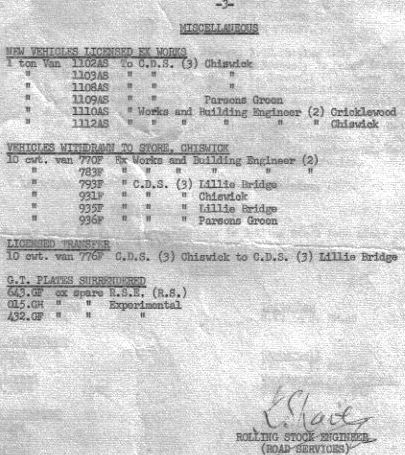 -3-
MISCELLANEOUS
NEW VEHICLES LICENSED EX WORKS
1 ton Van 1102AS To C.D.S. (3) Chiswick
" 1103AS " " "
" 1108AS " " "
" 1109AS " " Parsons Green
" 1110AS " Works and Building Engineer (2) Cricklewood
" 1112AS " " " " " " Chiswick
VEHICLES WITHDRAWN TO STORE, CHISWICK
10 cwt. van 770F Ex Works and Building Engineer (2)
" 783F " " " " "
" 793F " C.D.S. (3) Lillie Bridge
" 931F " " " Chiswick
" 935F " " " Lillie Bridge
" 936F " " " Parsons Green
LICENSED TRANSFER
10 cwt. van 776F C.D.S. (3) Chiswick to C.D.S. (3) Lillie Bridge
G.T. PLATES SURRENDERED
643.GF ex spare R.S.E. (R.S.)
015.GH " " Experimental
432.GF " " "
ROLLING STOCK ENGINEER
(ROAD SERVICES)